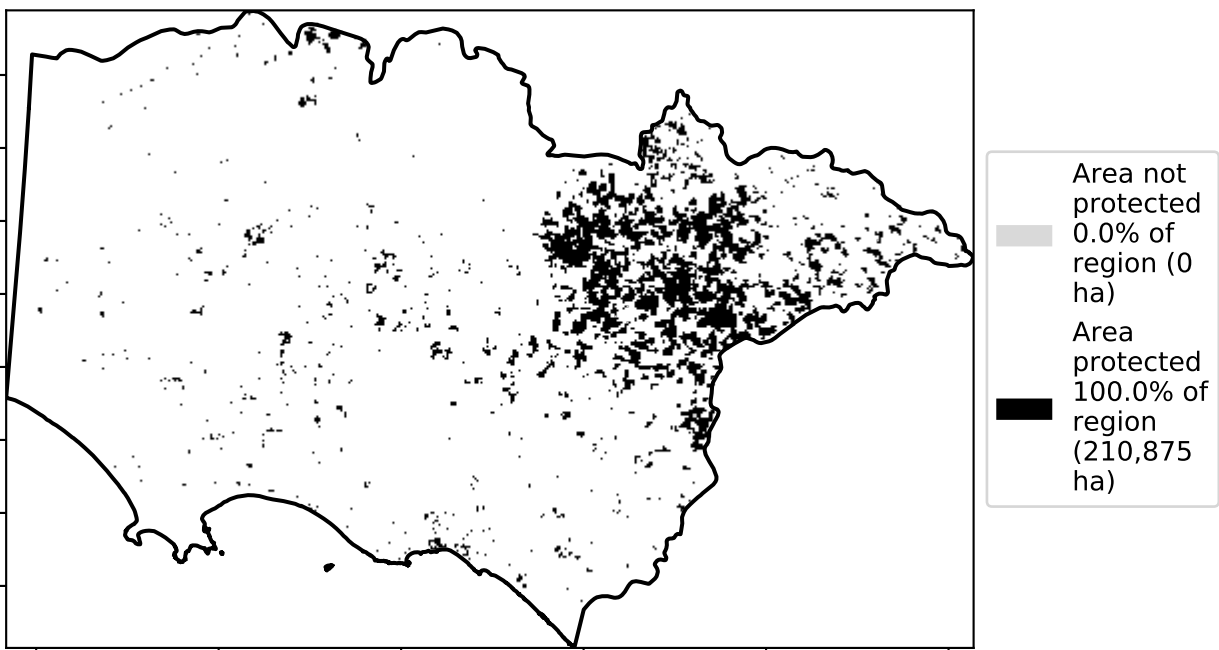 Area not
protected
0.0% of
region (0
ha)
Area
protected
100.0% of
region
(210,875
ha)